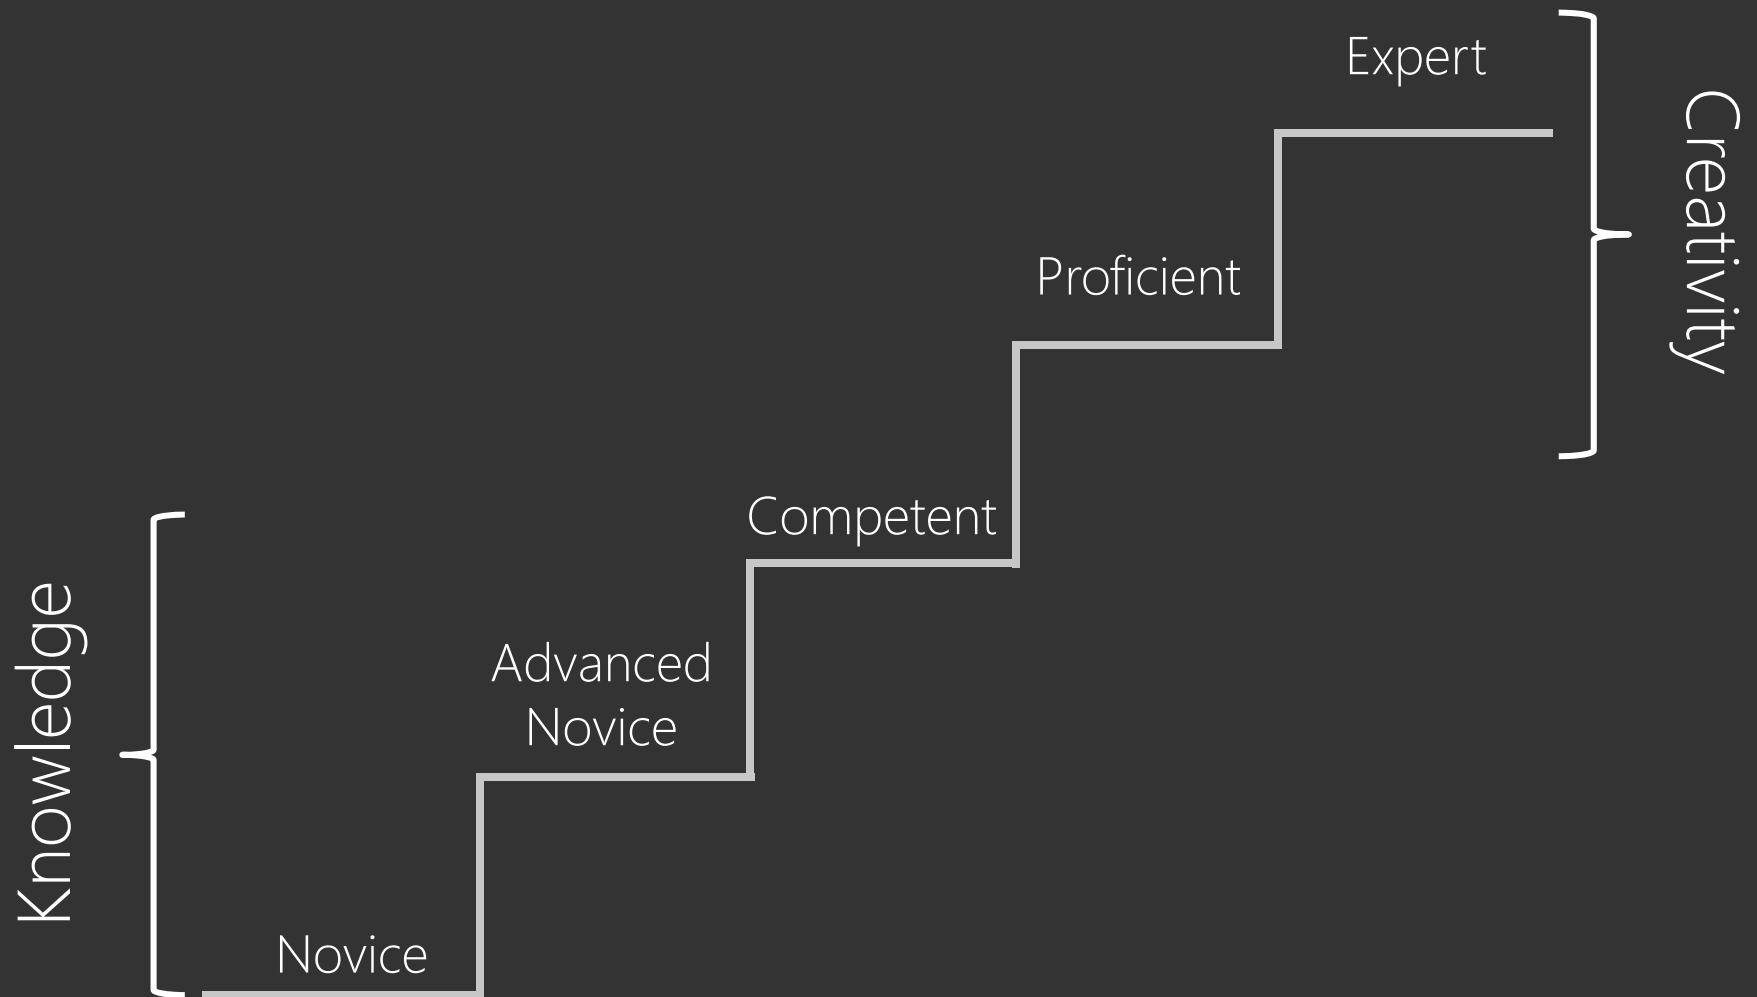 Expert
Creativity
Proficient
Competent
Knowledge
Advanced
Novice
Novice